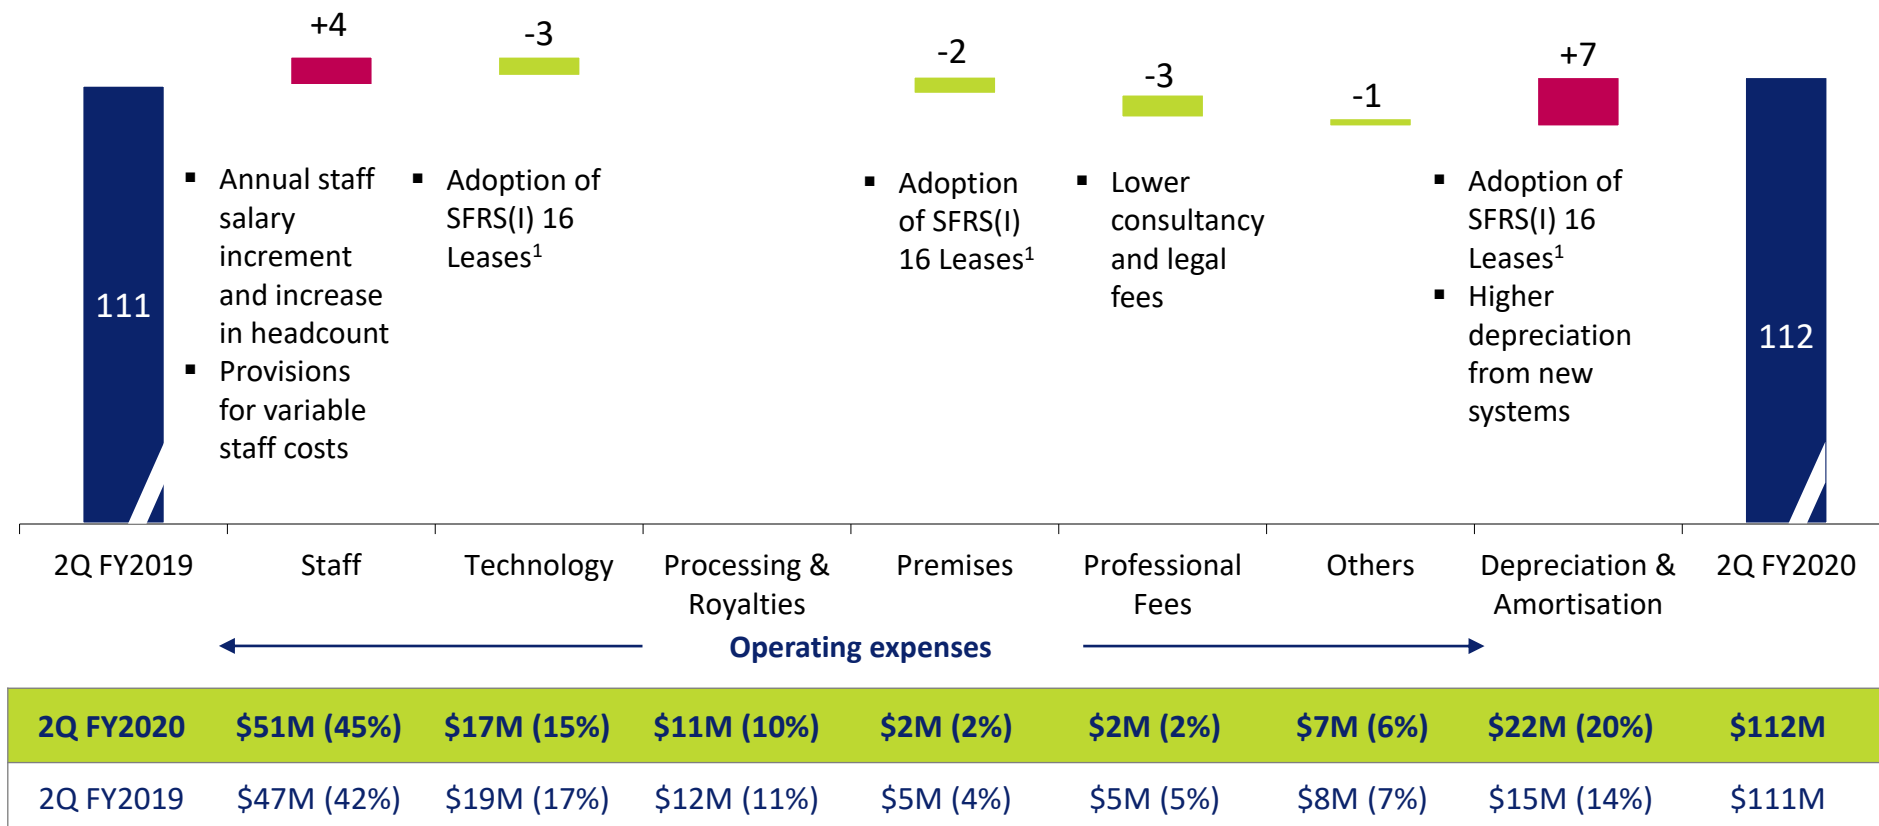 +4
-3
-2
-3
-1
+7
111
▪ Annual staff
salary
increment
and increase
in headcount
▪ Provisions
for variable
staff costs
▪ Adoption of
SFRS(I) 16
Leases¹
▪ Adoption
of SFRS(I)
16 Leases¹
▪ Lower
consultancy
and legal
fees
▪ Adoption of
SFRS(I) 16
Leases¹
▪ Higher
depreciation
from new
systems
112
2Q FY2019
Staff
Technology
Processing &
Royalties
Premises
Professional
Fees
Others
Depreciation &
Amortisation
2Q FY2020
Operating expenses
2Q FY2020 $51M (45%) $17M (15%) $11M (10%) $2M (2%) $2M (2%) $7M (6%) $22M (20%) $112M
2Q FY2019 $47M (42%) $19M (17%) $12M (11%) $5M (4%) $5M (5%) $8M (7%) $15M (14%) $111M